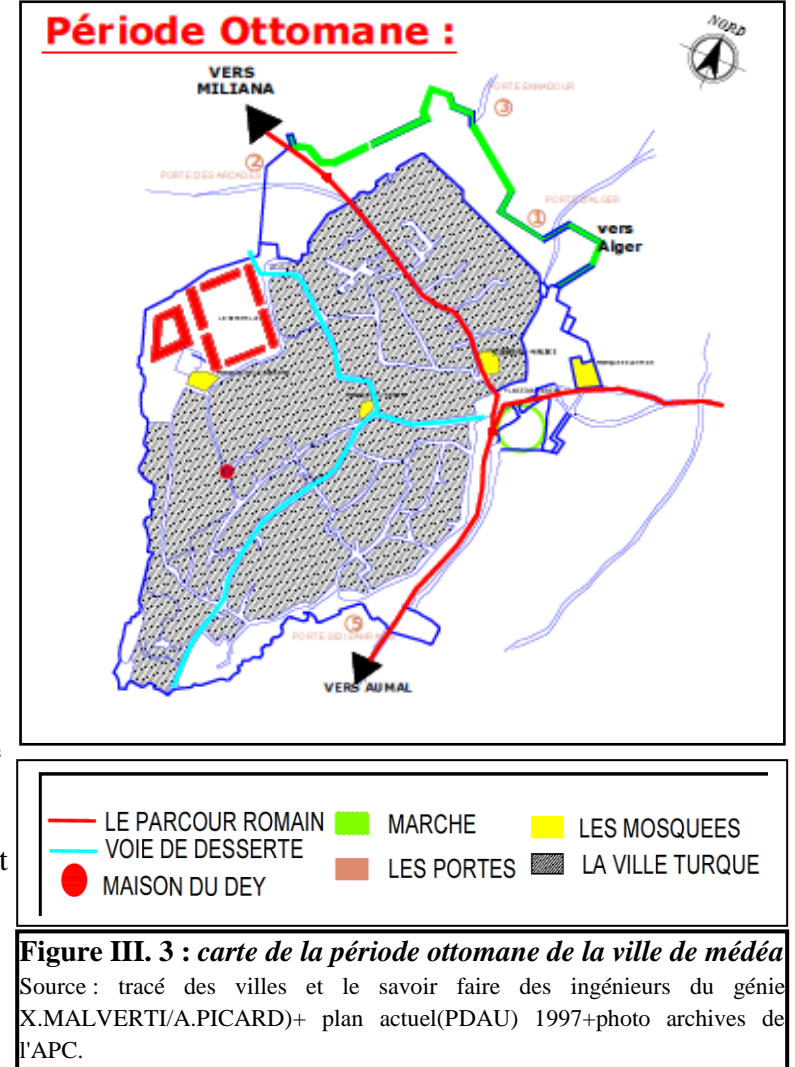 Période Ottomane :
NORD
VERS
MILIANA
PORTE ENNADOUR
③
②
PORTE DES ARCADES
PORTE D'ALGER
①
vers
Alger
⑤
VERS AUMAL
LE PARCOUR ROMAIN
VOIE DE DESSERTE
MAISON DU DEY
MARCHE
LES PORTES
LES MOSQUEES
LA VILLE TURQUE
t
Figure III. 3 : carte de la période ottomane de la ville de médéa
Source : tracé des villes et le savoir faire des ingénieurs du génie
X.MALVERTI/A.PICARD)+ plan actuel(PDAU) 1997+photo archives de
l'APC.